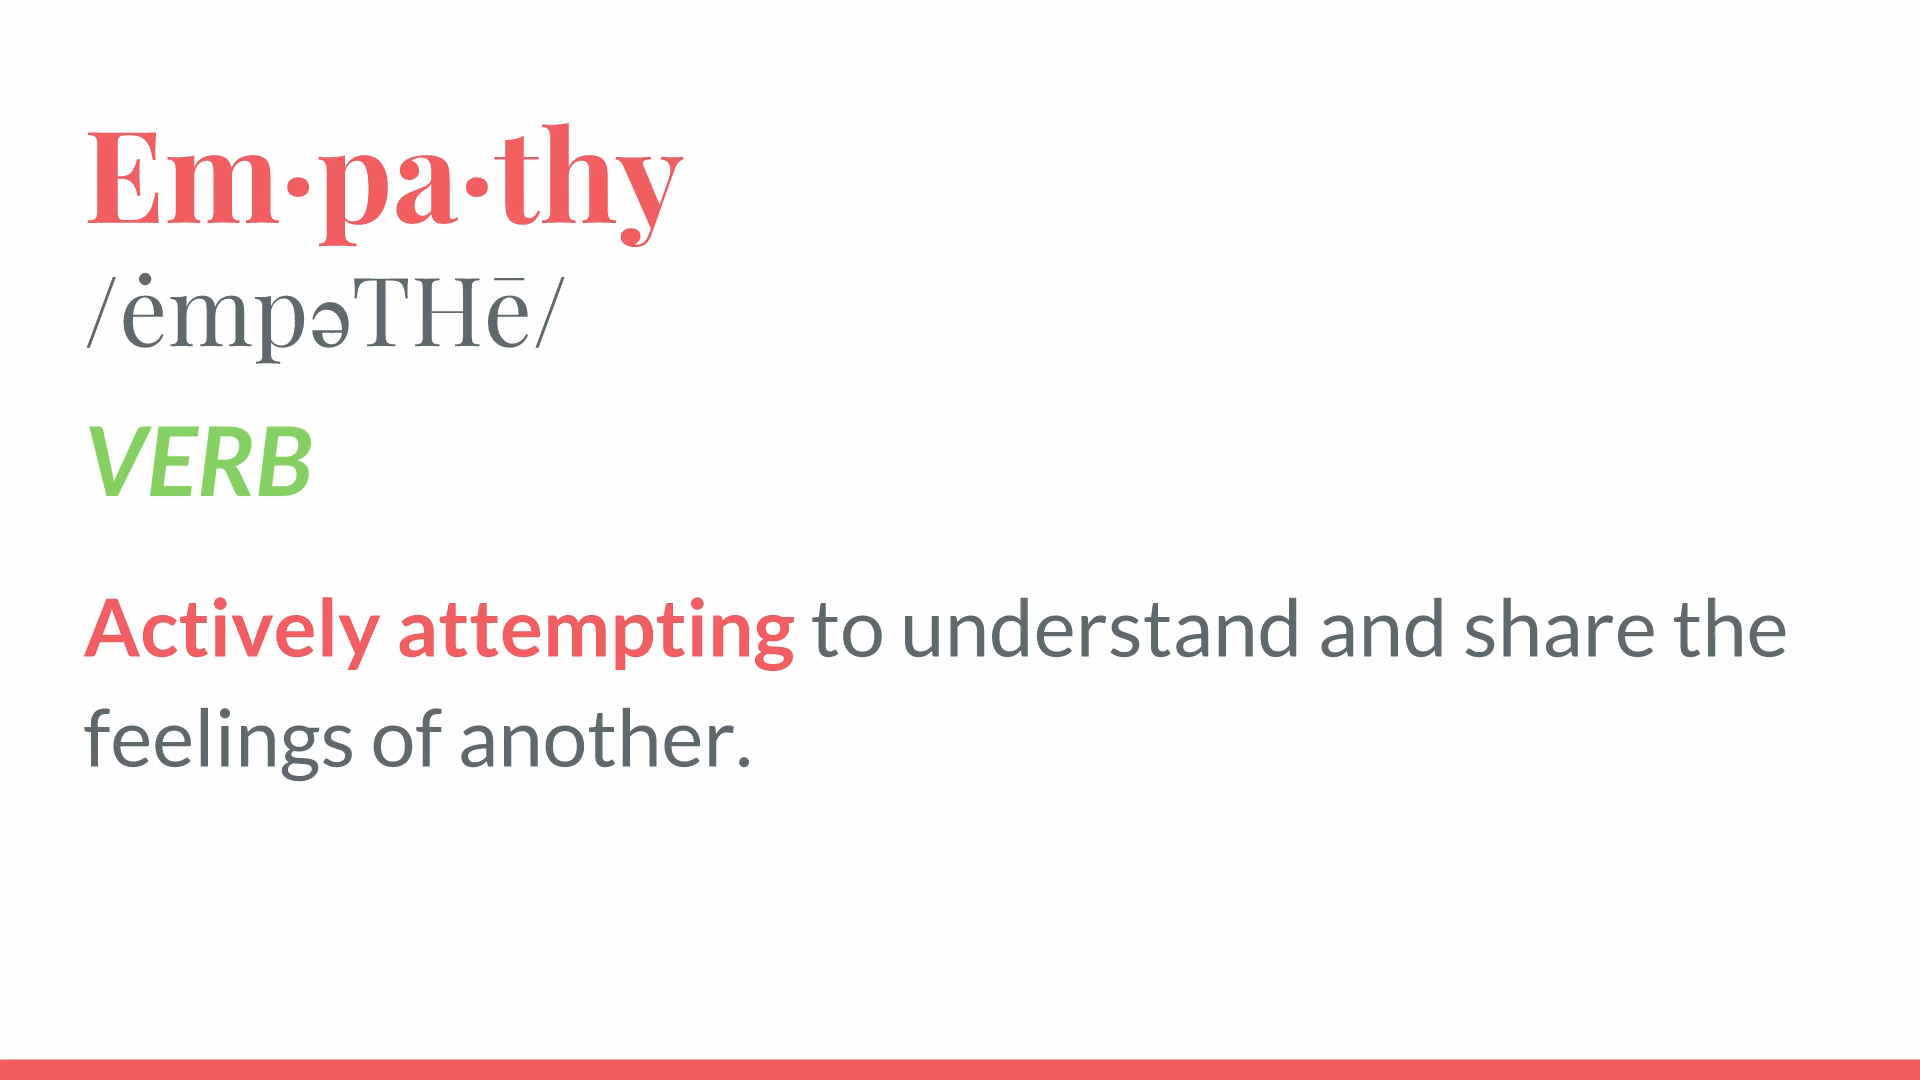 Em·pa·thy
/ėmpəTHē/
VERB
Actively attempting to understand and share the
feelings of another.